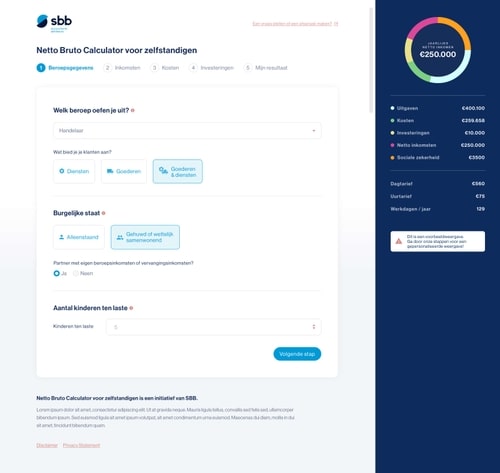 sbb
Een vraag stellen of een afspraak maken?
Netto Bruto Calculator voor zelfstandigen
1 Beroepsgegevens
2 Inkomsten
3 Kosten
4 Investeringen
5 Mijn resultaat
Welk beroep oefen je uit?
Handelaar
Wat bied je je klanten aan?
Diensten
Goederen
Goederen
& diensten
Burgelijke staat
Alleenstaand
Gehuwd of wettelijk
samenwonend
Partner met eigen beroepsinkomsten of vervangingsinkomsten?
Ja
Neen
Aantal kinderen ten laste
Kinderen ten laste
Volgende stap
Netto Bruto Calculator voor zelfstandigen is een initiatief van SBB.
Lorem ipsum dolor sit amet, consectetur adipiscing elit. Ut at gravida neque. Mauris ligula tellus, convallis sed felis sed, ullamcorper
bibendum ipsum. Sed euismod ligula sit amet ipsum volutpat, sit amet condimentum urna euismod. Maecenas dui diam, mollis in dui
sit amet, tincidunt bibendum quam.
Disclaimer
Privacy Statement
JAARLIJKS
NETTO INKOMEN
€250.000
Uitgaven €400.100
Kosten €259.658
Investeringen €10.000
Netto inkomsten €250.000
Sociale zekerheid €3500
Dagtarief €560
Uurtarief €75
Werkdagen / jaar 129
Dit is een voorbeeldweergave.
Ga door onze stappen voor een
gepersonaliseerde weergave!